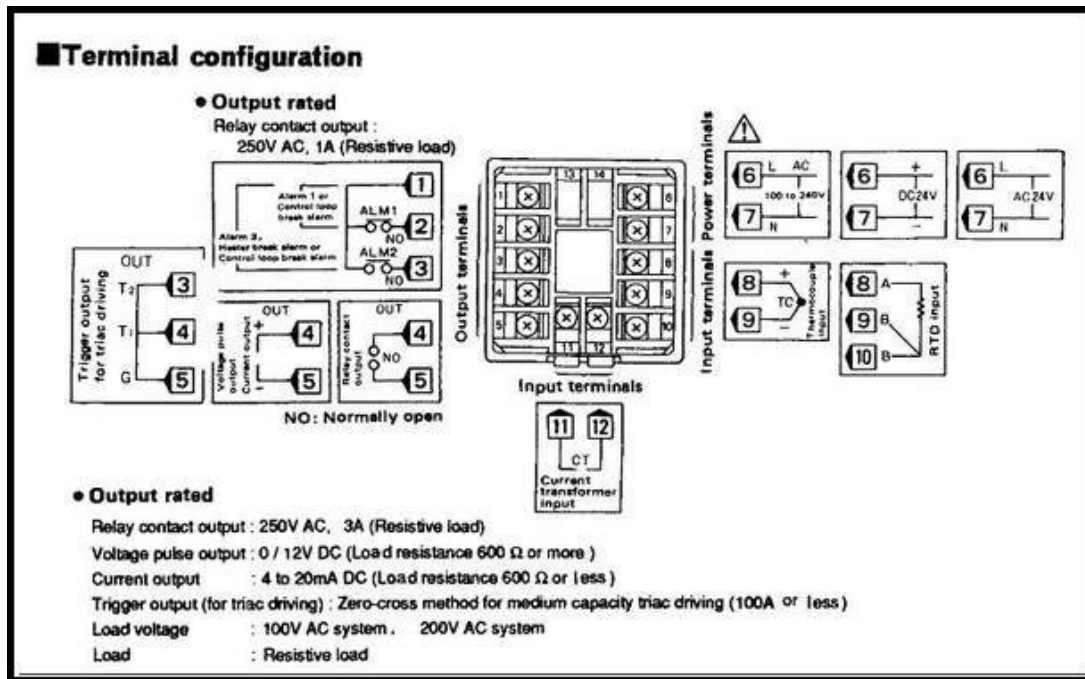 ■Terminal configuration
● Output rated
Relay contact output :
250V AC, 1A (Resistive load)
Alarm 1 or
Control loop
break alarm
Alarm 2,
Heater break alarm or
Control loop break alarm
1
ALM1
2
NO
ALM2
3
NO
Trigger output
for triac driving
OUT
T2
3
T1
4
G
5
Voltage pulse
output
Current output
OUT
+
4
-
5
Relay contact
output
OUT
4
NO
5
NO: Normally open
Output terminals
13
14
1
2
3
4
5
6
7
8
9
10
11
12
Power terminals
6
L
AC
100 to 240V
7
N
6
+
DC24V
7
-
6
L
AC24V
7
N
Input terminals
8
+
TC
9
-
Thermocouple
input
8
A
9
B
10
B
RTD input
Input terminals
11
12
CT
Current
transformer
input
● Output rated
Relay contact output : 250V AC, 3A (Resistive load)
Voltage pulse output : 0 / 12V DC (Load resistance 600 Ω or more )
Current output : 4 to 20mA DC (Load resistance 600 Ω or less )
Trigger output (for triac driving) : Zero-cross method for medium capacity triac driving (100A or less)
Load voltage : 100V AC system , 200V AC system
Load : Resistive load